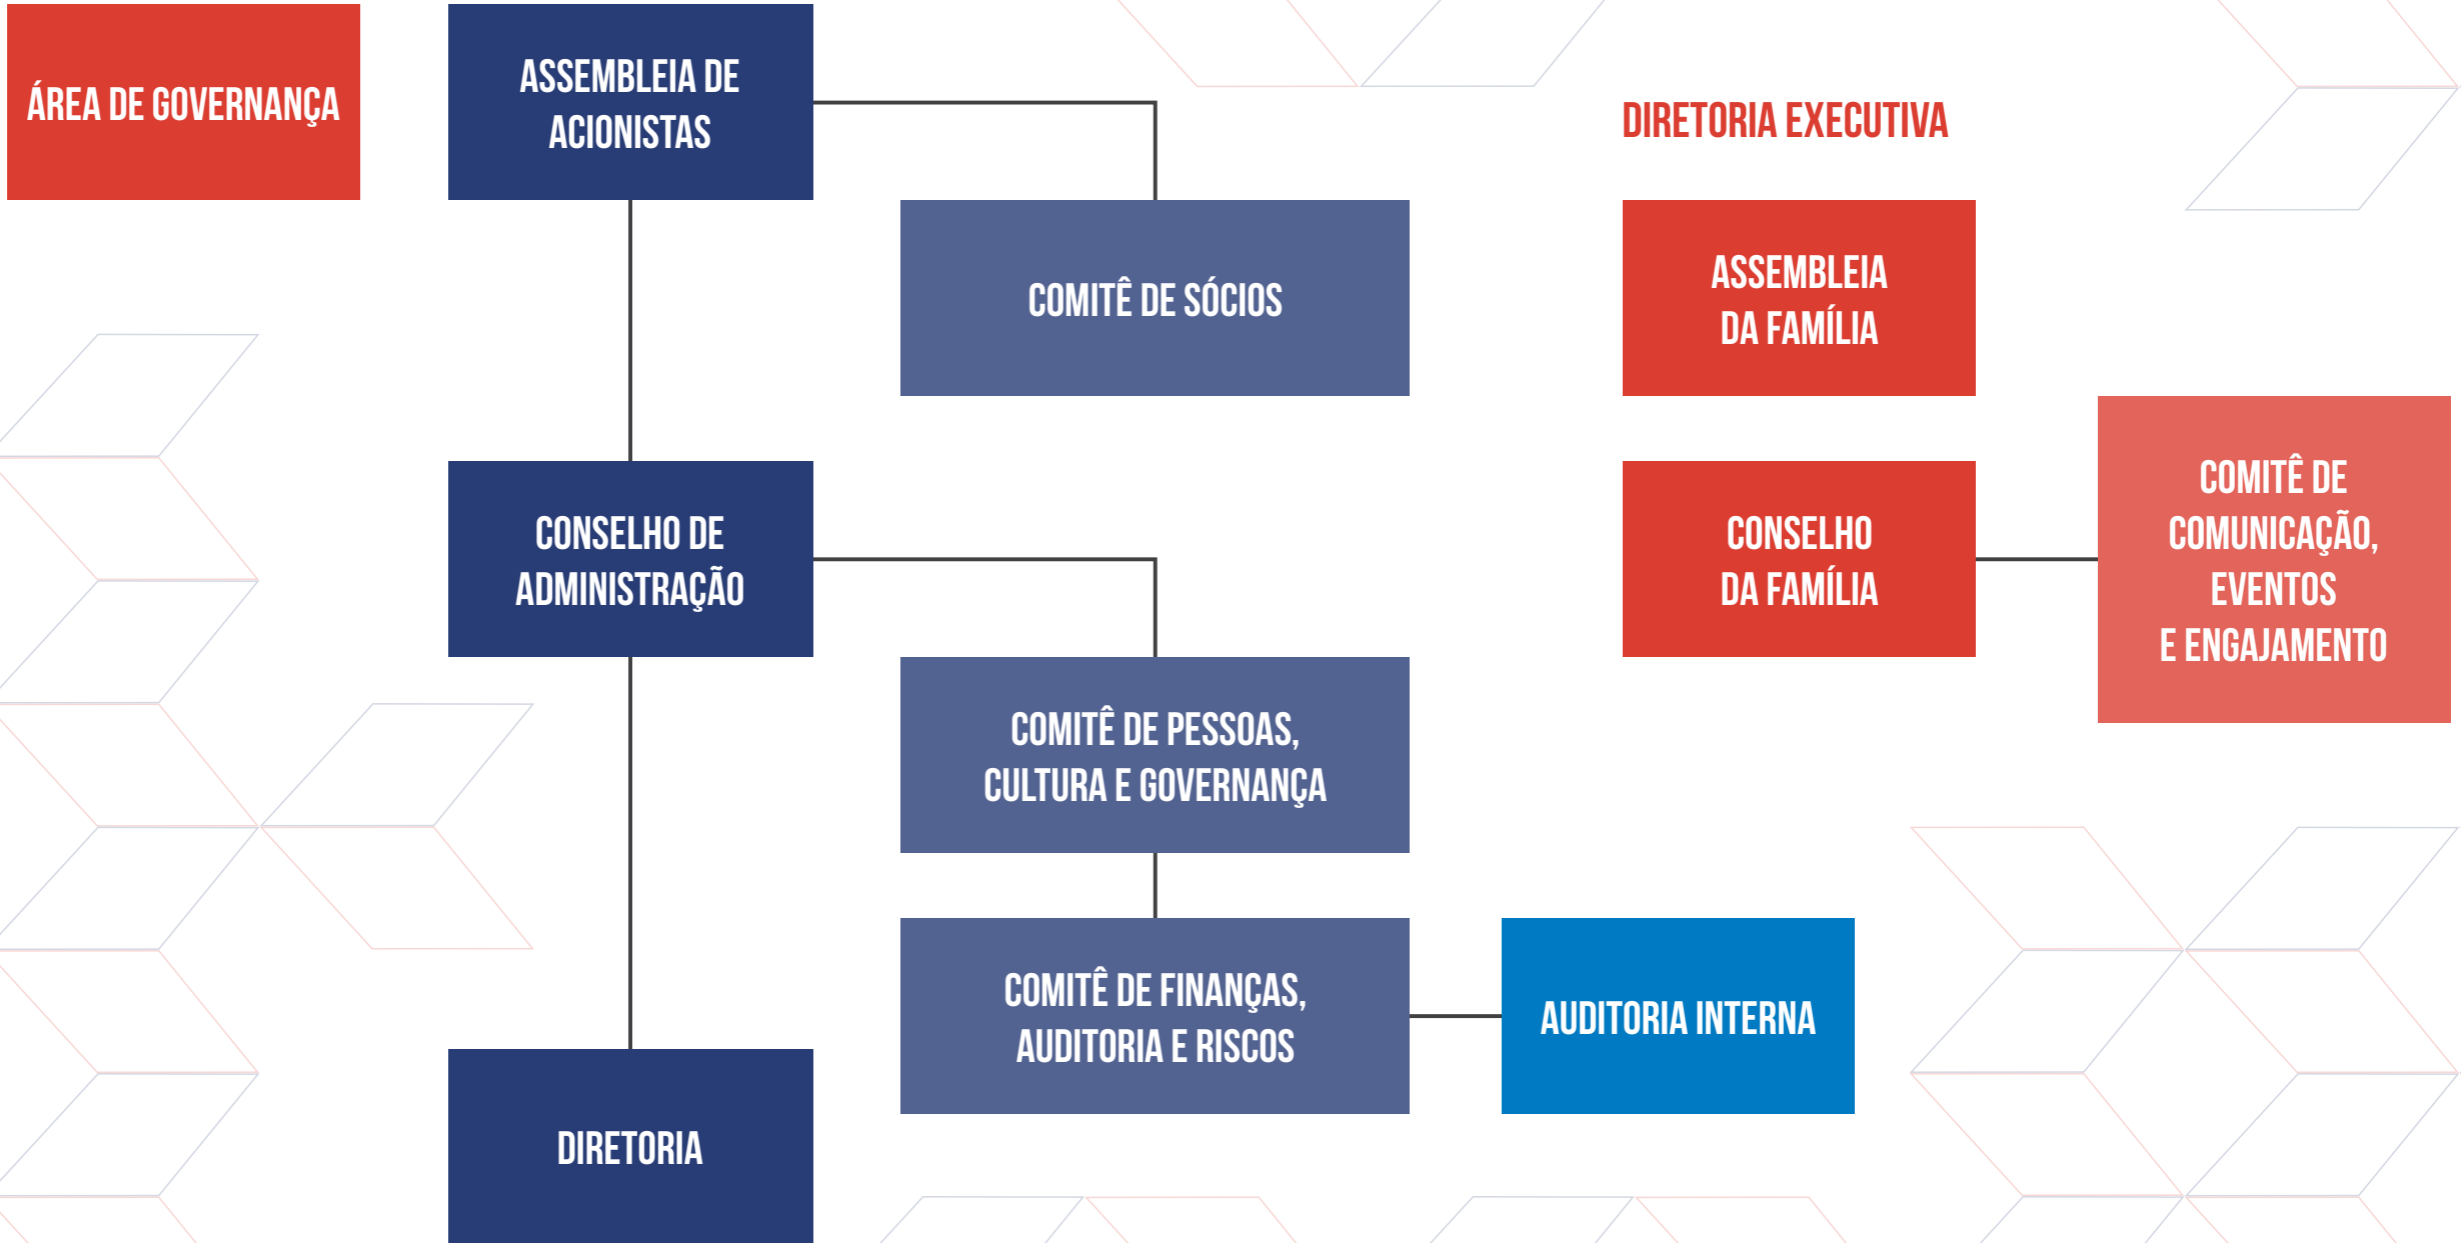 ÁREA DE GOVERNANÇA
ASSEMBLEIA DE
ACIONISTAS
COMITÊ DE SÓCIOS
CONSELHO DE
ADMINISTRAÇÃO
COMITÊ DE PESSOAS,
CULTURA E GOVERNANÇA
COMITÊ DE FINANÇAS,
AUDITORIA E RISCOS
AUDITORIA INTERNA
DIRETORIA
DIRETORIA EXECUTIVA
ASSEMBLEIA
DA FAMÍLIA
CONSELHO
DA FAMÍLIA
COMITÊ DE
COMUNICAÇÃO,
EVENTOS
E ENGAJAMENTO